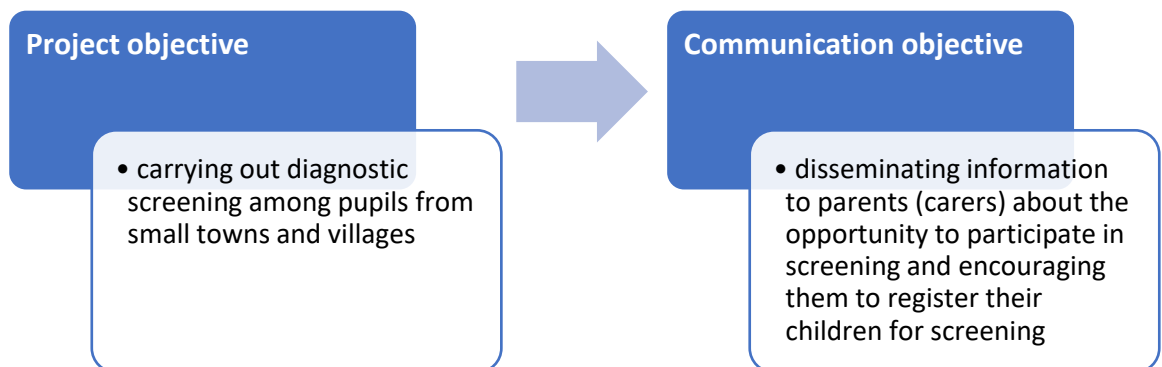 Project objective
• carrying out diagnostic
screening among pupils from
small towns and villages
Communication objective
• disseminating information
to parents (carers) about the
opportunity to participate in
screening and encouraging
them to register their
children for screening